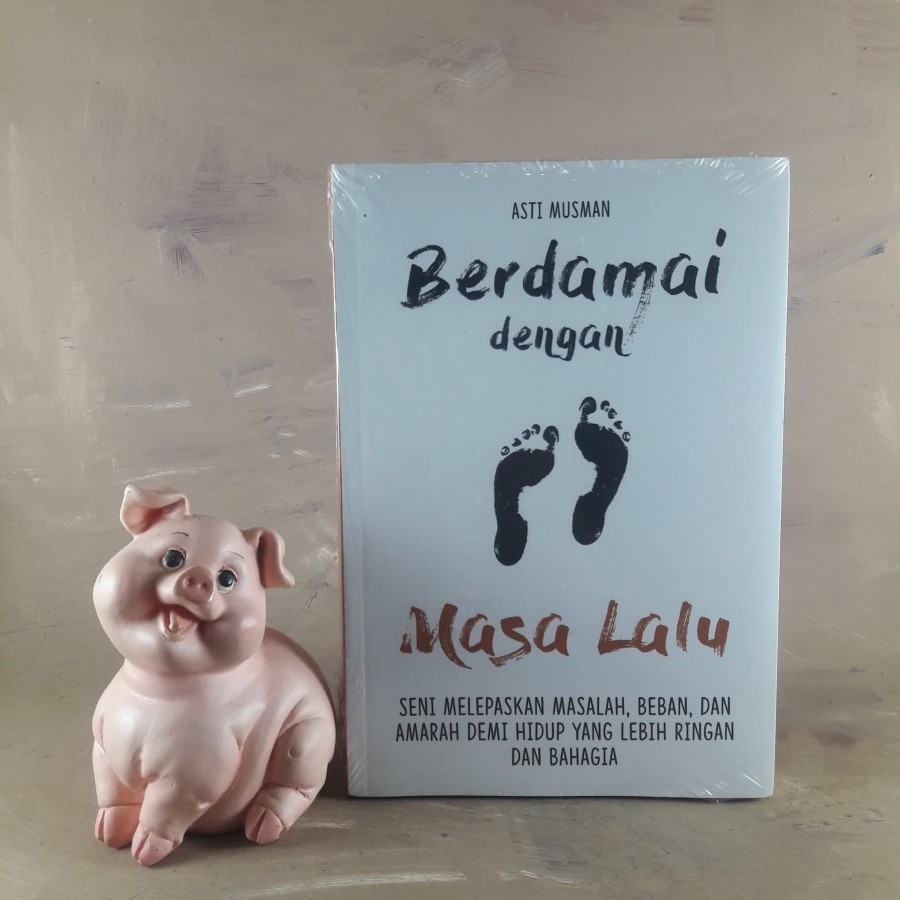 ASTI MUSMAN
Berdamai
dengan
Masa Lalu
SENI MELEPASKAN MASALAH, BEBAN, DAN
AMARAH DEMI HIDUP YANG LEBIH RINGAN
DAN BAHAGIA